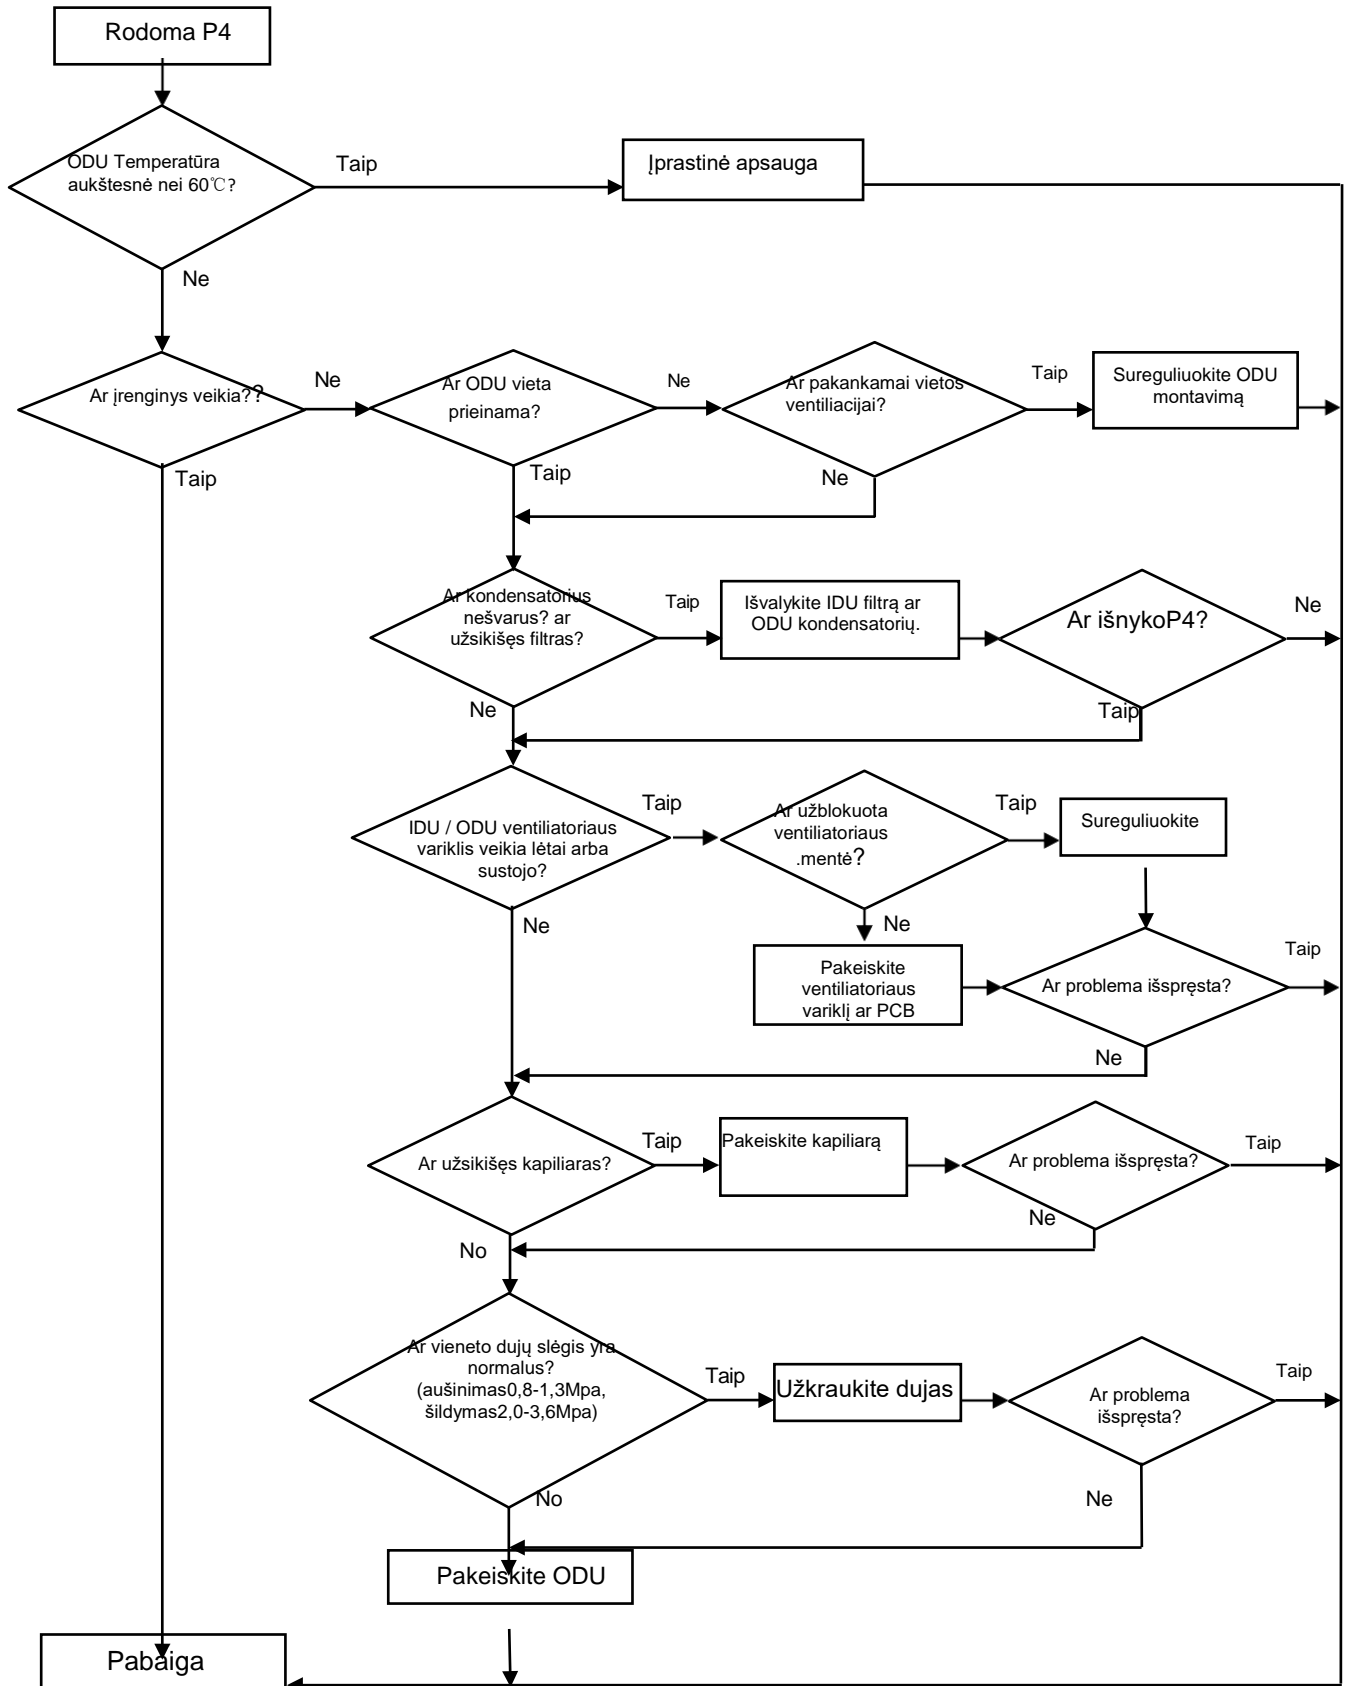 Rodoma P4
ODU Temperatūra
aukštesnė nei 60℃?
Taip
Įprastinė apsauga
Ne
Ar įrenginys veikia??
Ne
Ar ODU vieta
prieinama?
Ne
Ar pakankamai vietos
ventiliacijai?
Taip
Sureguliuokite ODU
montavimą
Taip
Taip
Ne
Ar kondensatorius
nešvarus? ar
užsikišęs filtras?
Taip
Išvalykite IDU filtrą ar
ODU kondensatorių.
Ar išnykoP4?
Ne
Ne
Taip
IDU / ODU ventiliatoriaus
variklis veikia lėtai arba
sustojo?
Taip
Ar užblokuota
ventiliatoriaus
.mentė?
Taip
Sureguliuokite
Ne
Ne
Pakeiskite
ventiliatoriaus
variklį ar PCB
Ar problema išspręsta?
Taip
Ne
Ar užsikišęs kapiliaras?
Taip
Pakeiskite kapiliarą
Ar problema išspręsta?
Taip
Ne
No
Ar vieneto dujų slėgis yra
normalus?
(aušinimas0,8-1,3Mpa,
šildymas2,0-3,6Mpa)
Taip
Užkraukite dujas
Ar problema
išspręsta?
Taip
No
Ne
Pakeiskite ODU
Pabaiga